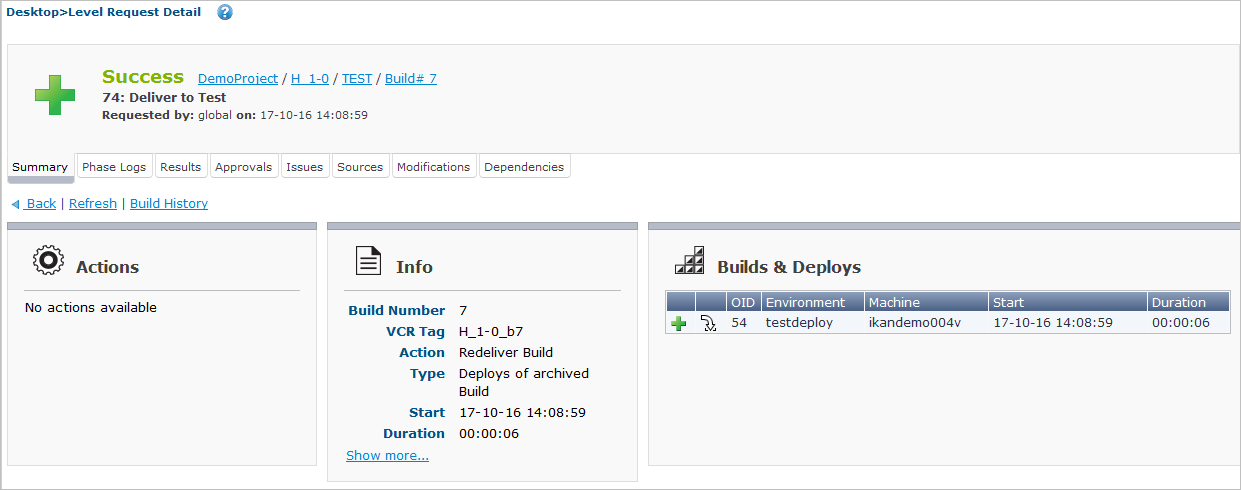 Desktop>Level Request Detail ?
Success DemoProject / H_1-0 / TEST / Build# 7
74: Deliver to Test
Requested by: global on: 17-10-16 14:08:59
Summary Phase Logs Results Approvals Issues Sources Modifications Dependencies
Back | Refresh | Build History
Actions
No actions available
Info
Build Number 7
VCR Tag H_1-0_b7
Action Redeliver Build
Type Deploys of archived
Build
Start 17-10-16 14:08:59
Duration 00:00:06
Show more...
Builds & Deploys
OID Environment Machine Start Duration
54 testdeploy ikandemo004v 17-10-16 14:08:59 00:00:06